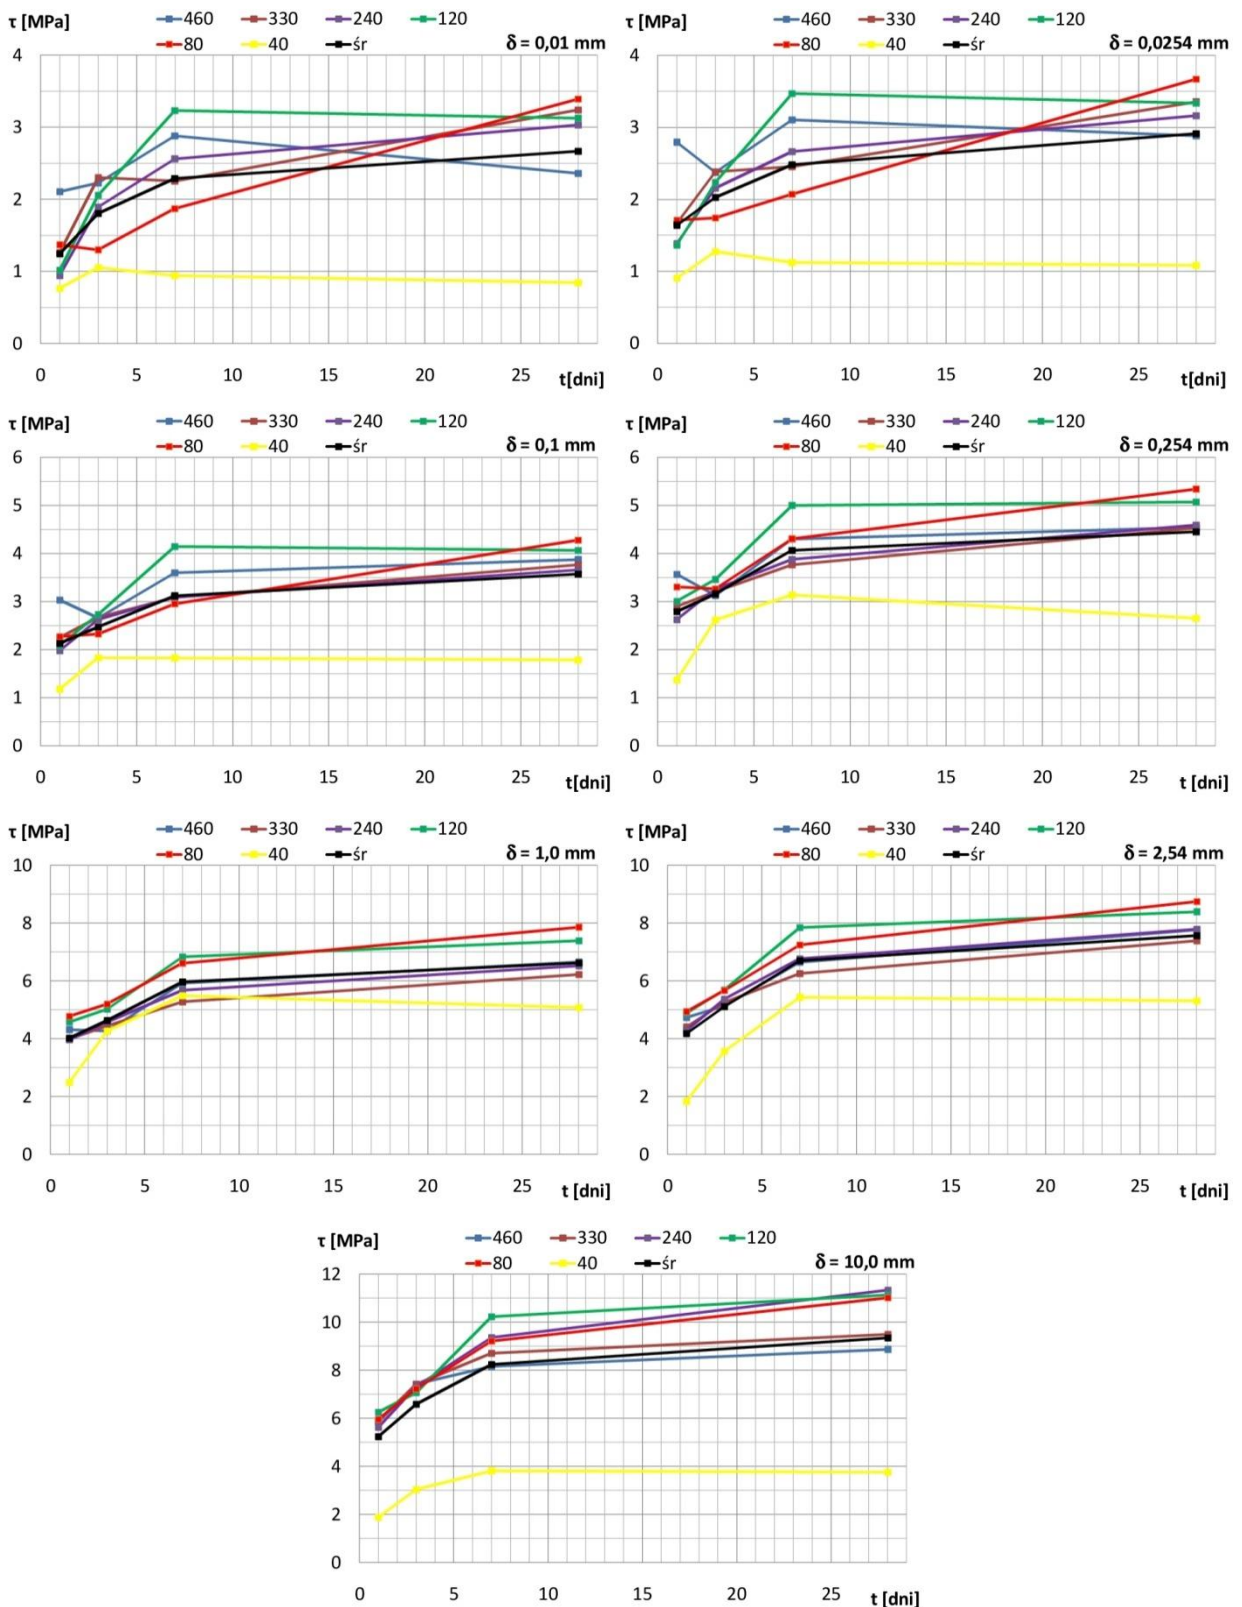 τ [MPa]
460 330 240 120
80 40 śr δ = 0,01 mm
4
3
2
1
0
0 5 10 15 20 25 t[dni]
τ [MPa]
460 330 240 120
80 40 śr δ = 0,0254 mm
4
3
2
1
0
0 5 10 15 20 25 t[dni]
τ [MPa]
460 330 240 120
80 40 śr δ = 0,1 mm
6
5
4
3
2
1
0
0 5 10 15 20 25 t[dni]
τ [MPa]
460 330 240 120
80 40 śr δ = 0,254 mm
6
5
4
3
2
1
0
0 5 10 15 20 25 t[dni]
τ [MPa]
460 330 240 120
80 40 śr δ = 1,0 mm
10
8
6
4
2
0
0 5 10 15 20 25 t [dni]
τ [MPa]
460 330 240 120
80 40 śr δ = 2,54 mm
10
8
6
4
2
0
0 5 10 15 20 25 t [dni]
τ [MPa]
460 330 240 120
80 40 śr δ = 10,0 mm
12
10
8
6
4
2
0
0 5 10 15 20 25 t [dni]